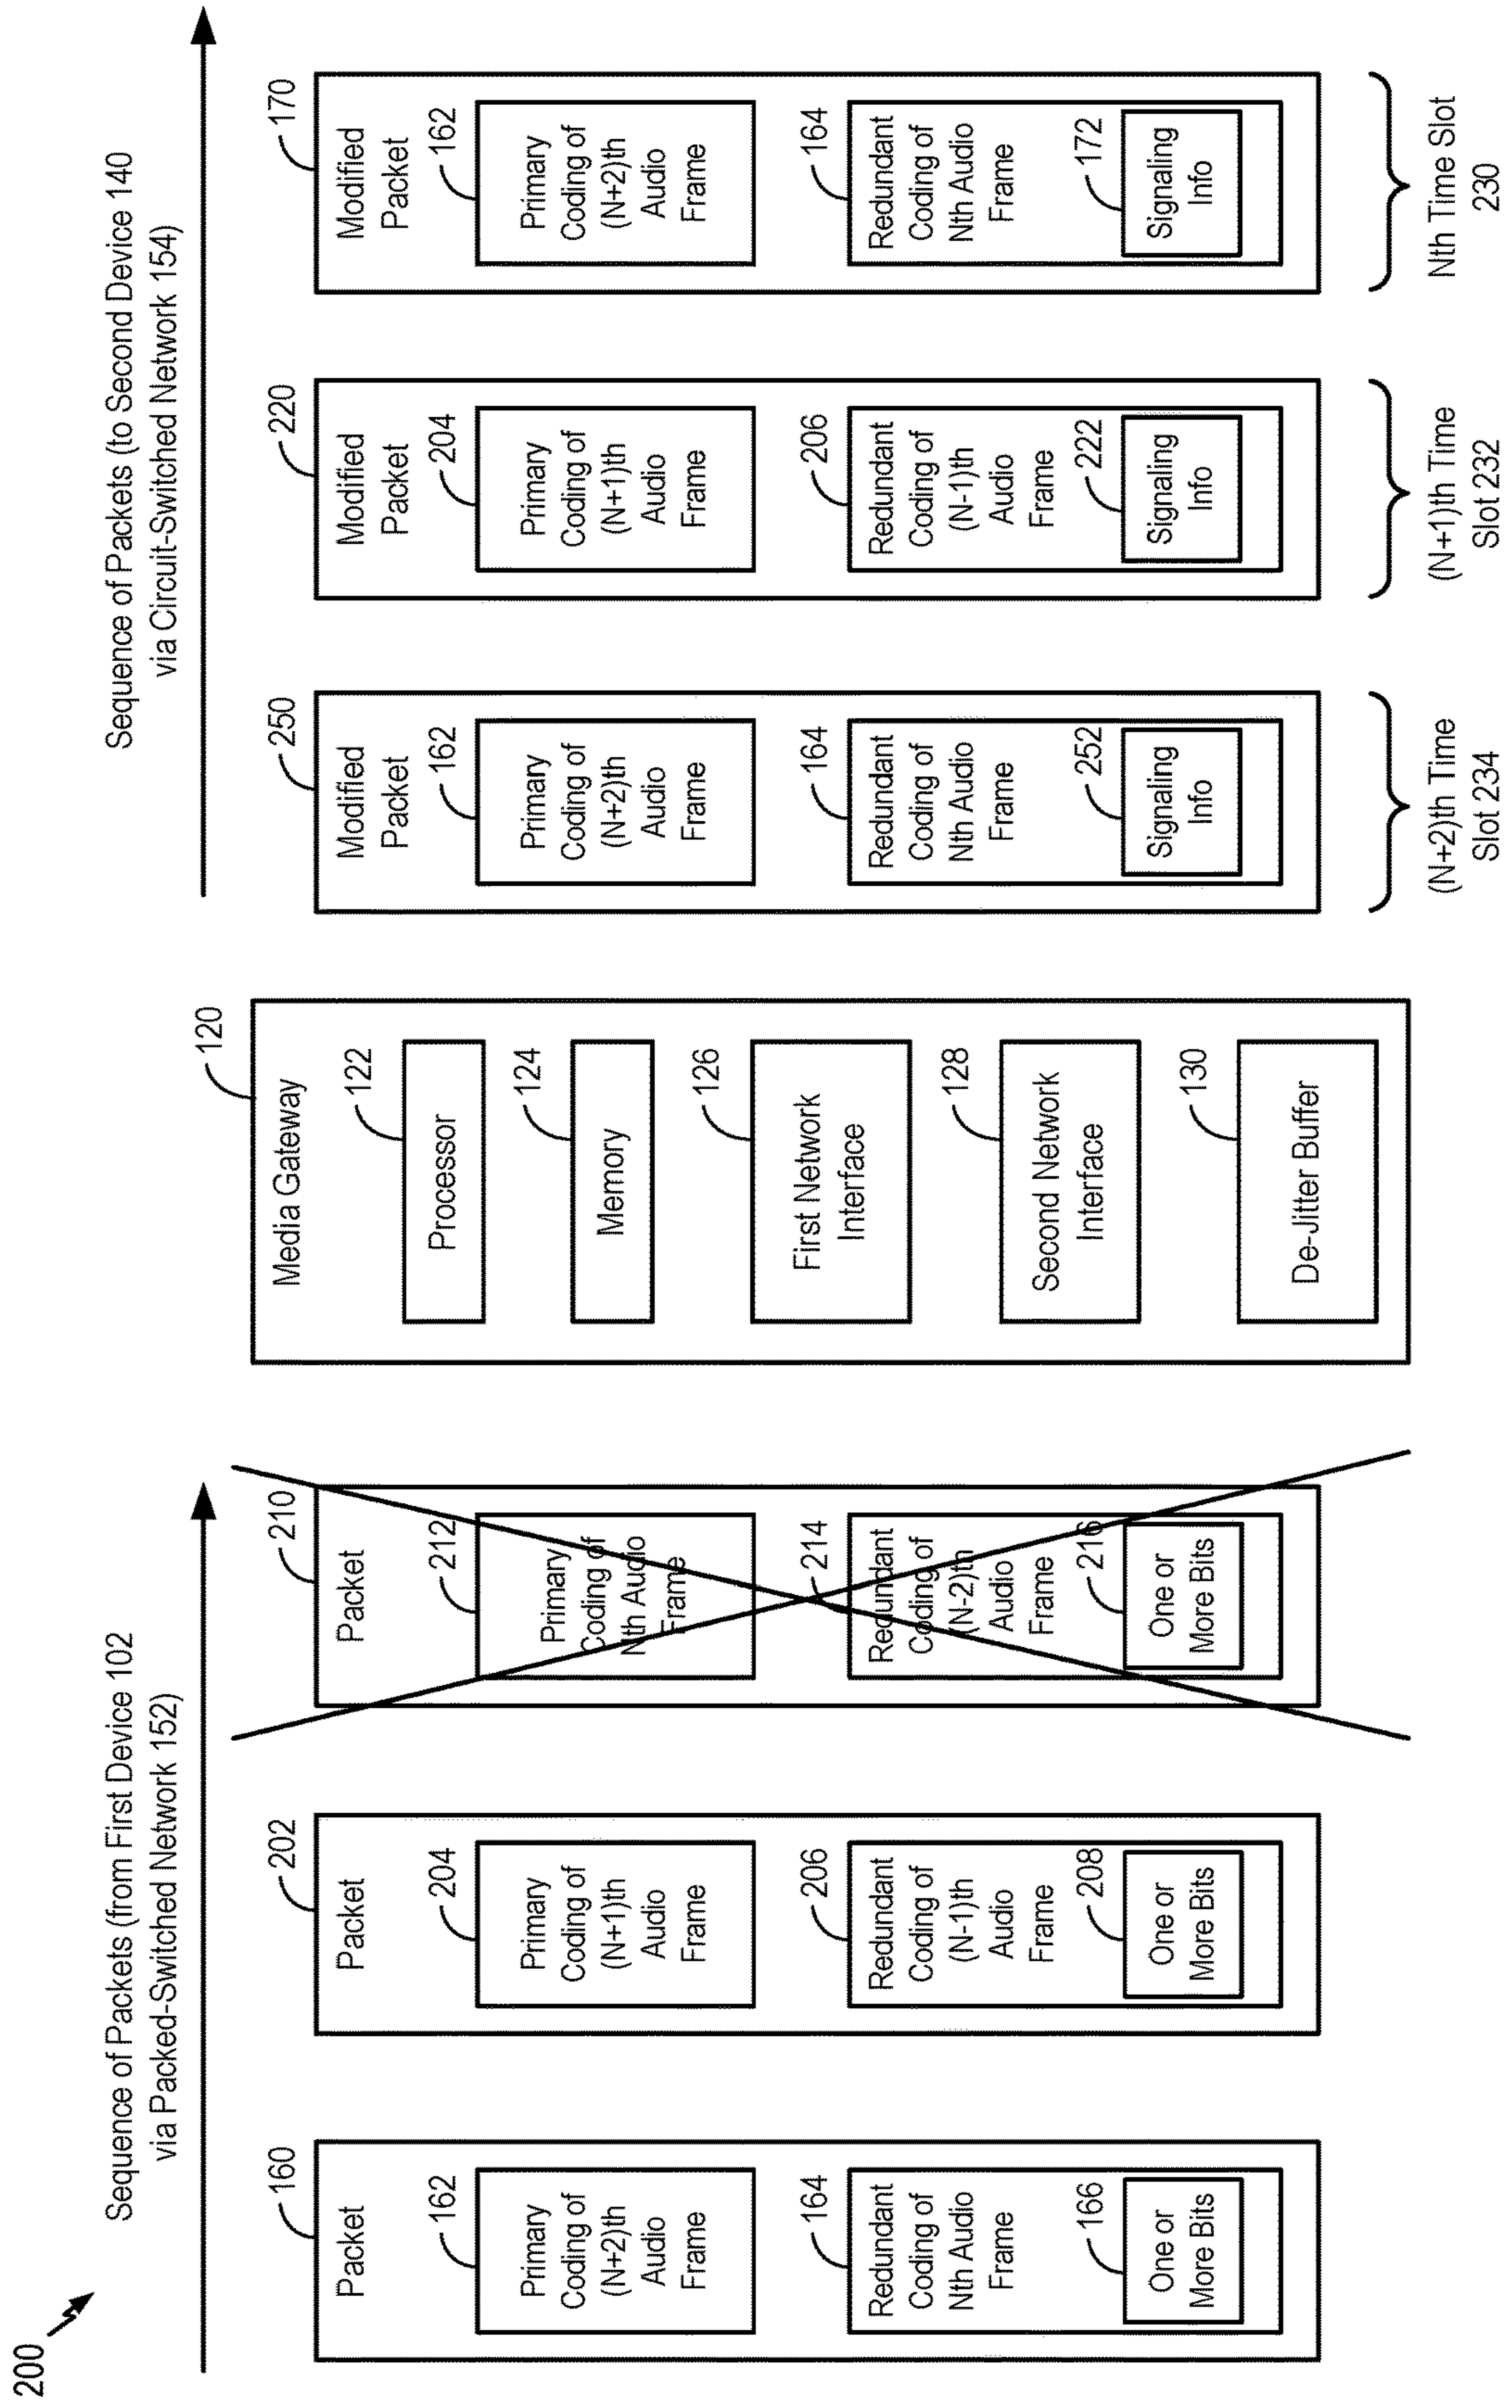 200
Sequence of Packets (from First Device 102
via Packed-Switched Network 152)
160
Packet
162
Primary
Coding of
(N+2)th
Audio
Frame
164
Redundant
Coding of
Nth Audio
Frame
166
One or
More Bits
202
Packet
204
Primary
Coding of
(N+1)th
Audio
Frame
206
Redundant
Coding of
(N-1)th
Audio
Frame
208
One or
More Bits
210
Packet
212
Primary
Coding of
Nth Audio
Frame
214
Redundant
Coding of
(N-2)th
Audio
Frame
216
One or
More Bits
120
Media Gateway
122
Processor
124
Memory
126
First Network
Interface
128
Second Network
Interface
130
De-Jitter Buffer
Sequence of Packets (to Second Device 140
via Circuit-Switched Network 154)
250
Modified
Packet
162
Primary
Coding of
(N+2)th
Audio
Frame
164
Redundant
Coding of
Nth Audio
Frame
252
Signaling
Info
(N+2)th Time
Slot 234
220
Modified
Packet
204
Primary
Coding of
(N+1)th
Audio
Frame
206
Redundant
Coding of
(N-1)th
Audio
Frame
222
Signaling
Info
(N+1)th Time
Slot 232
170
Modified
Packet
162
Primary
Coding of
(N+2)th
Audio
Frame
164
Redundant
Coding of
Nth Audio
Frame
172
Signaling
Info
Nth Time Slot
230